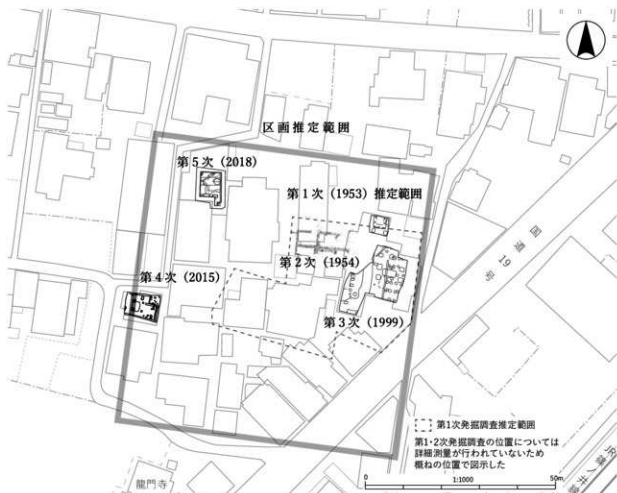 区画推定範囲
第5次（2018）
第1次（1953）推定範囲
第2次（1954）
第4次（2015）
第3次（1999）
国道19号
第1次発掘調査推定範囲
第1・2次発掘調査の位置については
詳細測量が行われていないため
概ねの位置で図示した
龍門寺
0
1:1000
50m